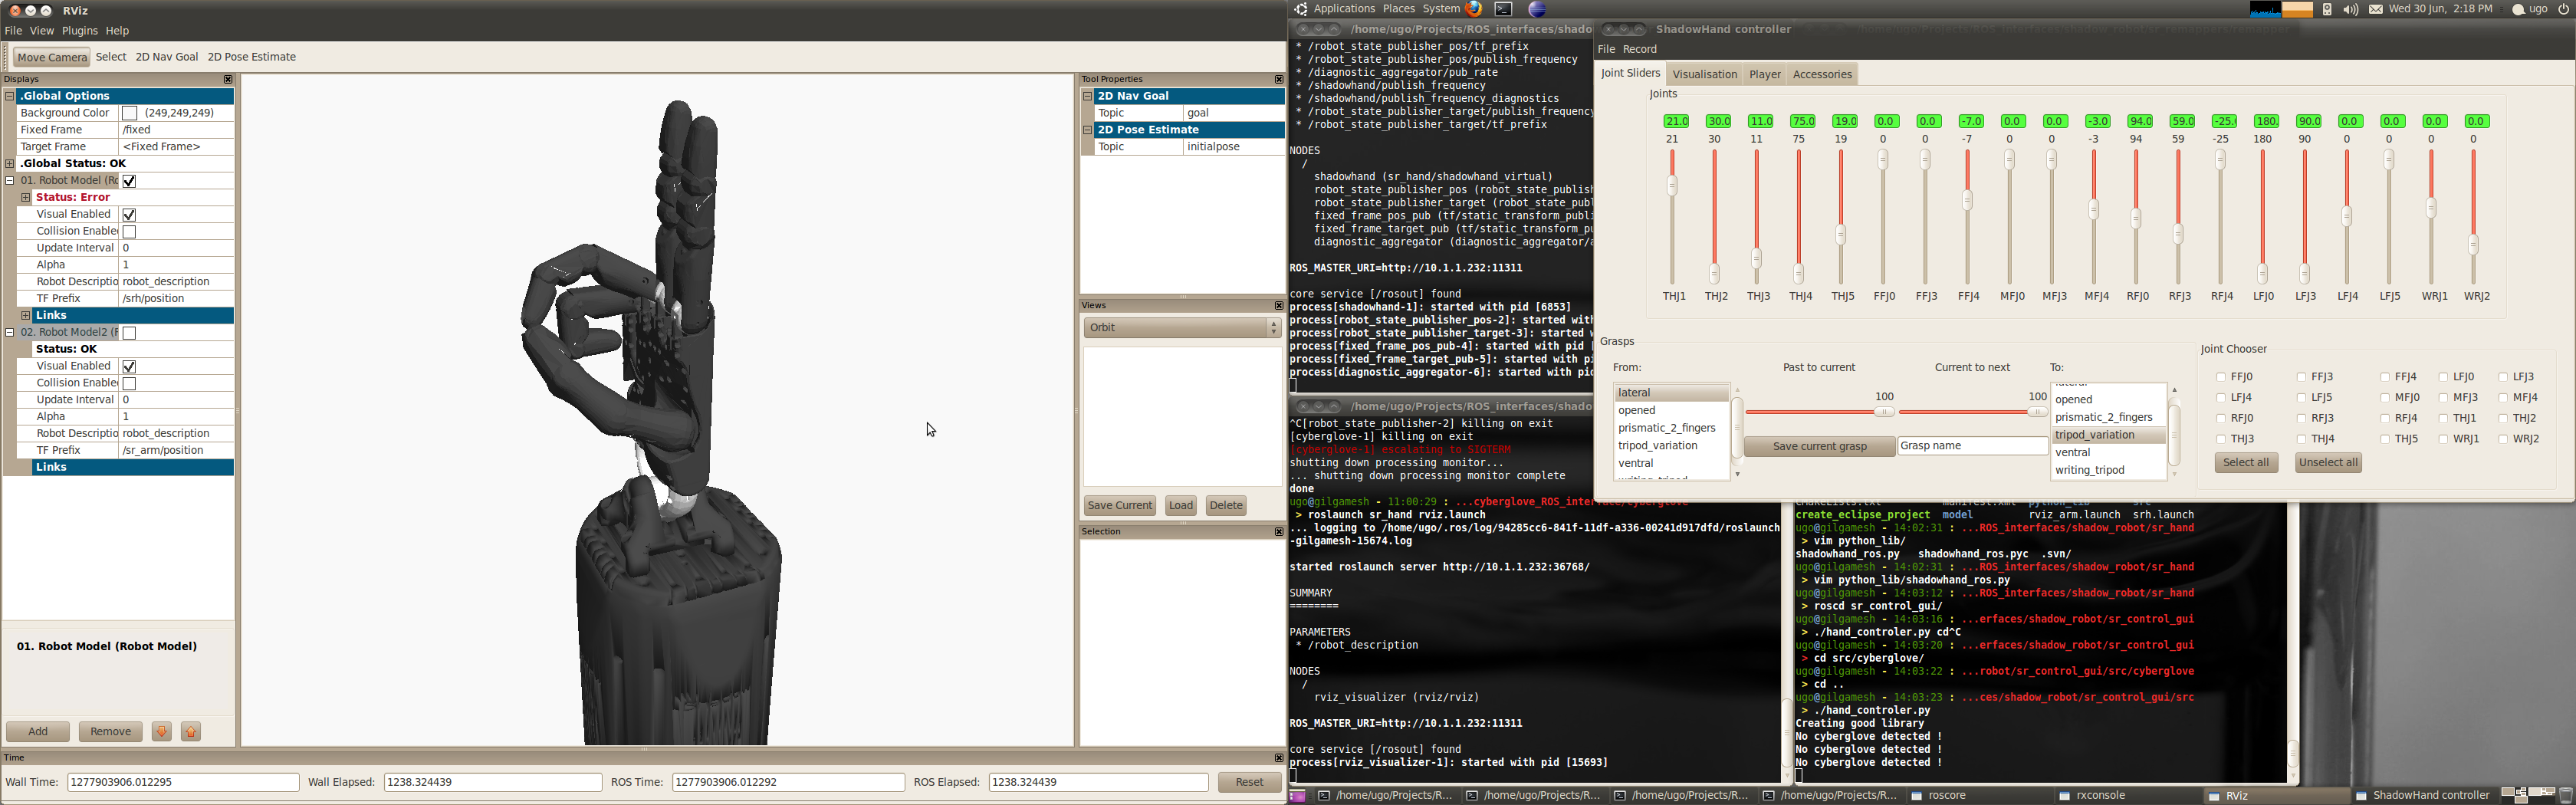 RViz
File View Plugins Help
Move Camera Select 2D Nav Goal 2D Pose Estimate
Displays
.Global Options
Background Color (249,249,249)
Fixed Frame /fixed
Target Frame <Fixed Frame>
.Global Status: OK
01. Robot Model (Ro
Status: Error
Visual Enabled
Collision Enable
Update Interval 0
Alpha 1
Robot Descriptio robot_description
TF Prefix /srh/position
Links
02. Robot Model2 (F
Status: OK
Visual Enabled
Collision Enable
Update Interval 0
Alpha 1
Robot Descriptio robot_description
TF Prefix /sr_arm/position
Links
01. Robot Model (Robot Model)
Add Remove
Tool Properties
2D Nav Goal
Topic goal
2D Pose Estimate
Topic initialpose
Views
Orbit
Save Current Load Delete
Selection
Time
Wall Time: 1277903906.012295 Wall Elapsed: 1238.324439 ROS Time: 1277903906.012292 ROS Elapsed: 1238.324439 Reset
Applications Places System Wed 30 Jun, 2:18 PM ugo
/home/ugo/Projects/ROS_interfaces/shado
* /robot_state_publisher_pos/tf_prefix
* /robot_state_publisher_pos/publish_frequency
* /diagnostic_aggregator/pub_rate
* /shadowhand/publish_frequency
* /shadowhand/publish_frequency_diagnostics
* /robot_state_publisher_target/publish_frequency
* /robot_state_publisher_target/tf_prefix
NODES
/
shadowhand (sr_hand/shadowhand_virtual)
robot_state_publisher_pos (robot_state_publish
robot_state_publisher_target (robot_state_publ
fixed_frame_pos_pub (tf/static_transform_publi
fixed_frame_target_pub (tf/static_transform_pu
diagnostic_aggregator (diagnostic_aggregator/a
ROS_MASTER_URI=http://10.1.1.232:11311
core service [/rosout] found
process[shadowhand-1]: started with pid [6853]
process[robot_state_publisher_pos-2]: started with
process[robot_state_publisher_target-3]: started w
process[fixed_frame_pos_pub-4]: started with pid [
process[fixed_frame_target_pub-5]: started with pi
process[diagnostic_aggregator-6]: started with pid
/home/ugo/Projects/ROS_interfaces/shado
^C[robot_state_publisher-2] killing on exit
[cyberglove-1] killing on exit
[cyberglove-1] escalating to SIGTERM
shutting down processing monitor...
... shutting down processing monitor complete
done
ugo@gilgamesh - 11:00:29 : ...cyberglove_ROS_interface/cyberglove
> roslaunch sr_hand rviz.launch
... logging to /home/ugo/.ros/log/94285cc6-841f-11df-a336-00241d917dfd/roslaunch
-gilgamesh-15674.log
started roslaunch server http://10.1.1.232:36768/
SUMMARY
========
PARAMETERS
* /robot_description
NODES
/
rviz_visualizer (rviz/rviz)
ROS_MASTER_URI=http://10.1.1.232:11311
core service [/rosout] found
process[rviz_visualizer-1]: started with pid [15693]
ShadowHand controller
File Record
Joint Sliders Visualisation Player Accessories
Joints
21.0 30.0 11.0 75.0 19.0 0.0 0.0 -7.0 0.0 0.0 -3.0 94.0 59.0 -25.( 180. 90.0 0.0 0.0 0.0 0.0
21 30 11 75 19 0 0 -7 0 0 -3 94 59 -25 180 90 0 0 0 0
THJ1 THJ2 THJ3 THJ4 THJ5 FFJ0 FFJ3 FFJ4 MFJ0 MFJ3 MFJ4 RFJ0 RFJ3 RFJ4 LFJ0 LFJ3 LFJ4 LFJ5 WRJ1 WRJ2
Grasps
From: Past to current Current to next To:
lateral
opened
prismatic_2_fingers
tripod_variation
ventral
writing_tripod
100 100
Save current grasp Grasp name
lateral
opened
prismatic_2_fingers
tripod_variation
ventral
writing_tripod
Joint Chooser
FFJ0 FFJ3 FFJ4 LFJ0 LFJ3
LFJ4 LFJ5 MFJ0 MFJ3 MFJ4
RFJ0 RFJ3 RFJ4 THJ1 THJ2
THJ3 THJ4 THJ5 WRJ1 WRJ2
Select all Unselect all
CMakeLists.txt manifest.xml python_lib src
create_eclipse_project model rviz_arm.launch srh.launch
ugo@gilgamesh - 14:02:31 : ...ROS_interfaces/shadow_robot/sr_hand
> vim python_lib/
shadowhand_ros.py shadowhand_ros.pyc .svn/
ugo@gilgamesh - 14:02:31 : ...ROS_interfaces/shadow_robot/sr_hand
> vim python_lib/shadowhand_ros.py
ugo@gilgamesh - 14:03:12 : ...ROS_interfaces/shadow_robot/sr_hand
> roscd sr_control_gui/
ugo@gilgamesh - 14:03:16 : ...erfaces/shadow_robot/sr_control_gui
> ./hand_controler.py cd^C
ugo@gilgamesh - 14:03:20 : ...erfaces/shadow_robot/sr_control_gui
> cd src/cyberglove/
ugo@gilgamesh - 14:03:22 : ...robot/sr_control_gui/src/cyberglove
> cd ..
ugo@gilgamesh - 14:03:23 : ...ces/shadow_robot/sr_control_gui/src
> ./hand_controler.py
Creating good library
No cyberglove detected !
No cyberglove detected !
No cyberglove detected !
/home/ugo/Projects/R... /home/ugo/Projects/R... /home/ugo/Projects/R... /home/ugo/Projects/R... roscore rxconsole RViz ShadowHand controller